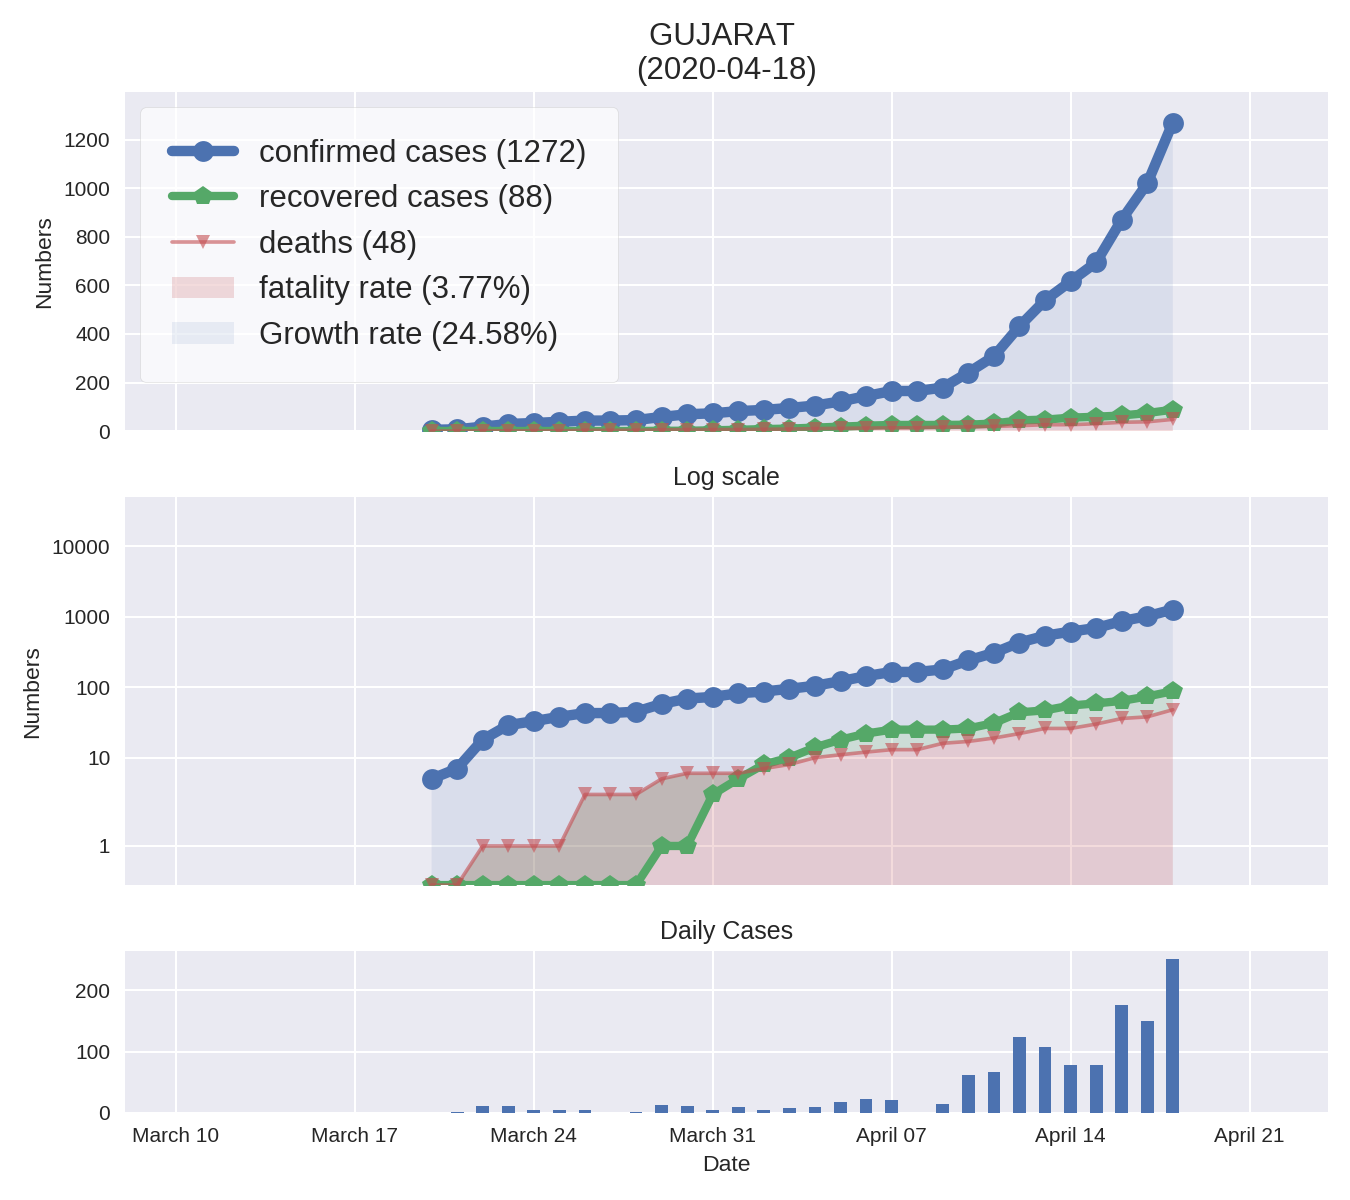 GUJARAT
(2020-04-18)
1200
1000
800
600
400
200
0
Numbers
confirmed cases (1272)
recovered cases (88)
deaths (48)
fatality rate (3.77%)
Growth rate (24.58%)
Log scale
10000
1000
100
10
1
Numbers
Daily Cases
200
100
0
March 10 March 17 March 24 March 31 April 07 April 14 April 21
Date